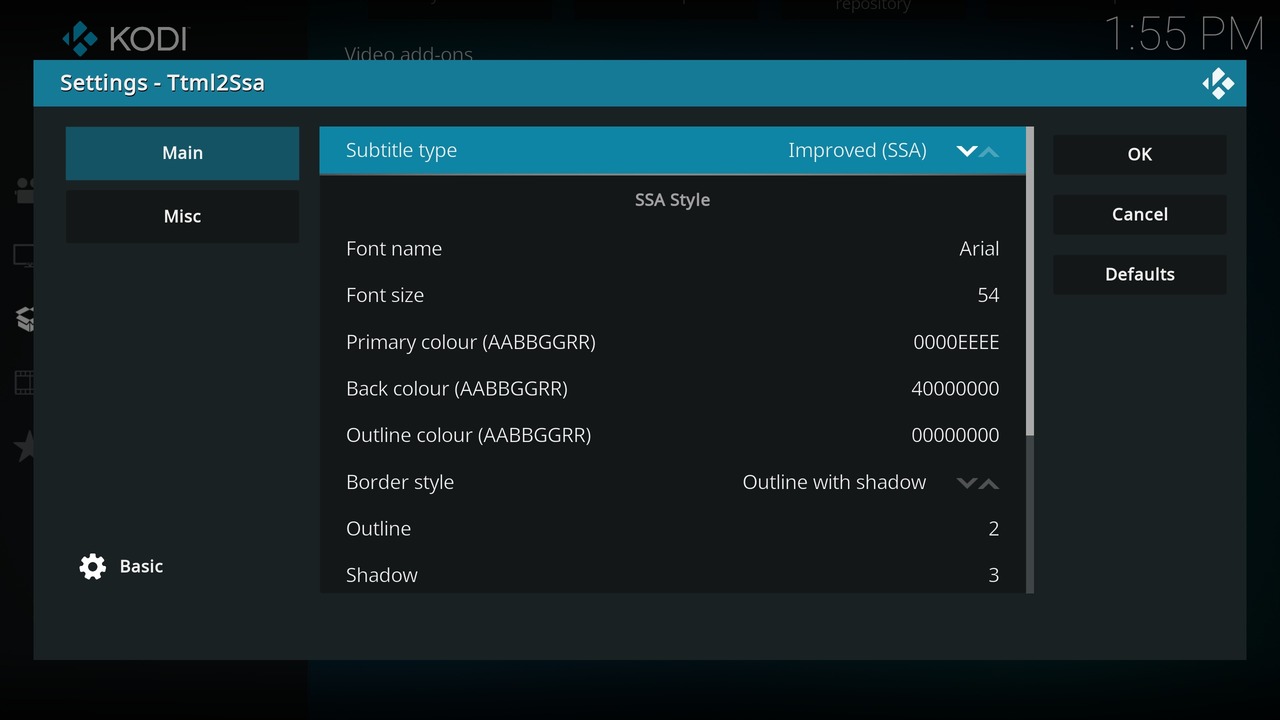 repository
KODI
1:55 PM
Video add-ons
Settings - Ttml2Ssa
Main
Misc
Basic
Subtitle type Improved (SSA)
SSA Style
Font name Arial
Font size 54
Primary colour (AABBGGRR) 0000EEEE
Back colour (AABBGGRR) 40000000
Outline colour (AABBGGRR) 00000000
Border style Outline with shadow
Outline 2
Shadow 3
OK
Cancel
Defaults